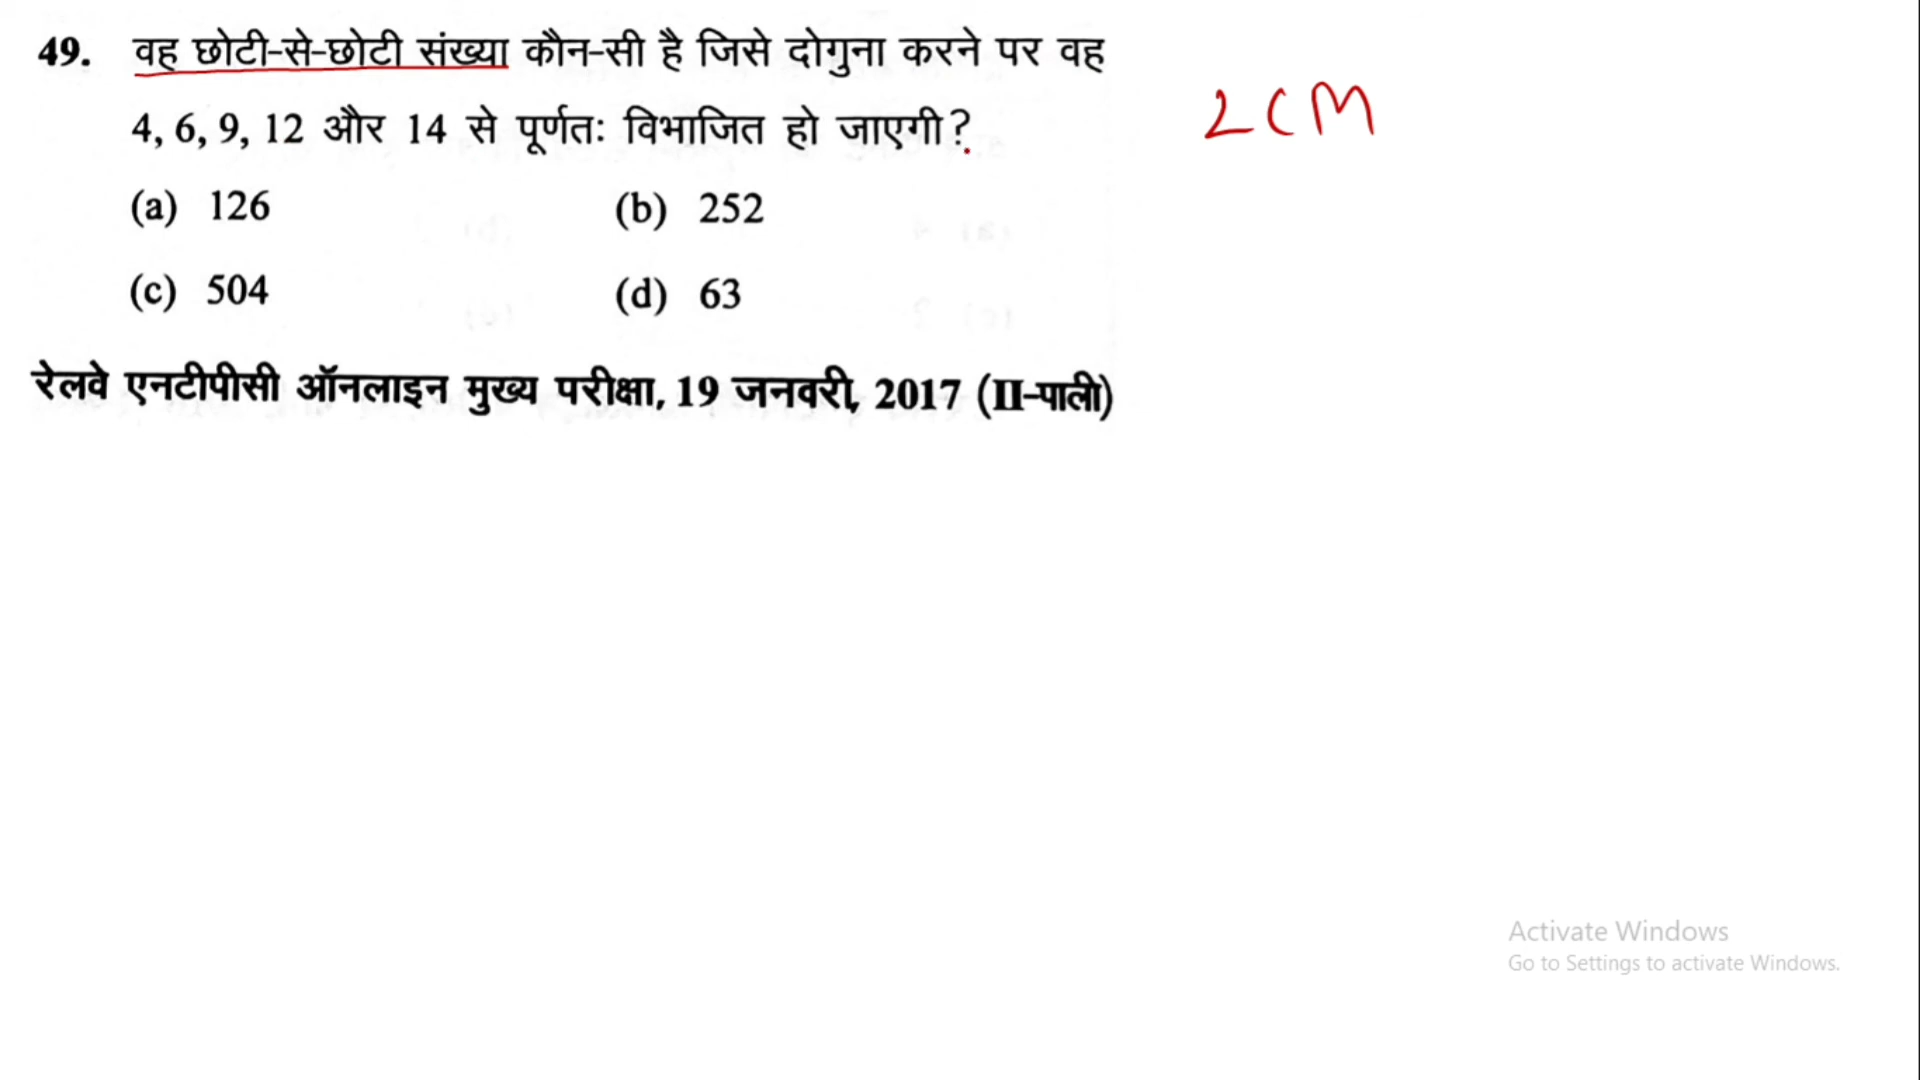 49. वह छोटी-से-छोटी संख्या कौन-सी है जिसे दोगुना करने पर वह
4, 6, 9, 12 और 14 से पूर्णतः विभाजित हो जाएगी?
LCM
(a) 126 (b) 252
(c) 504 (d) 63
रेलवे एनटीपीसी ऑनलाइन मुख्य परीक्षा, 19 जनवरी, 2017 (II-पाली)
Activate Windows
Go to Settings to activate Windows.